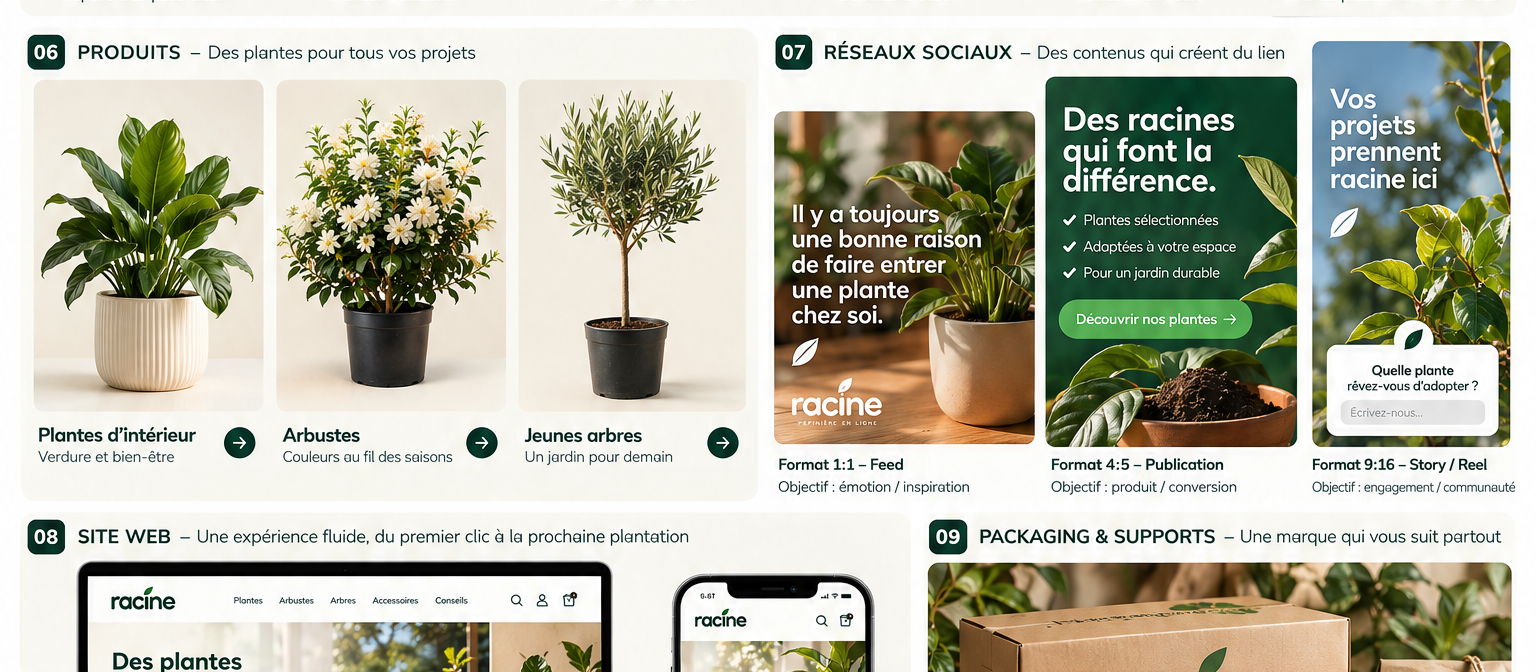 06 PRODUITS – Des plantes pour tous vos projets
Plantes d'intérieur
Verdure et bien-être
Arbustes
Couleurs au fil des saisons
Jeunes arbres
Un jardin pour demain
07 RÉSEAUX SOCIAUX – Des contenus qui créent du lien
Il y a toujours
une bonne raison
de faire entrer
une plante
chez soi.
racine
PÉPINIÈRE EN LIGNE
Format 1:1 – Feed
Objectif : émotion / inspiration
Des racines
qui font la
différence.
Plantes sélectionnées
Adaptées à votre espace
Pour un jardin durable
Découvrir nos plantes →
Format 4:5 – Publication
Objectif : produit / conversion
Vos
projets
prennent
racine ici
Quelle plante
rêvez-vous d'adopter ?
Écrivez-nous...
Format 9:16 – Story / Reel
Objectif : engagement / communauté
08 SITE WEB – Une expérience fluide, du premier clic à la prochaine plantation
racine
Plantes Arbustes Arbres Accessoires Conseils
Des plantes
racine
09 PACKAGING & SUPPORTS – Une marque qui vous suit partout